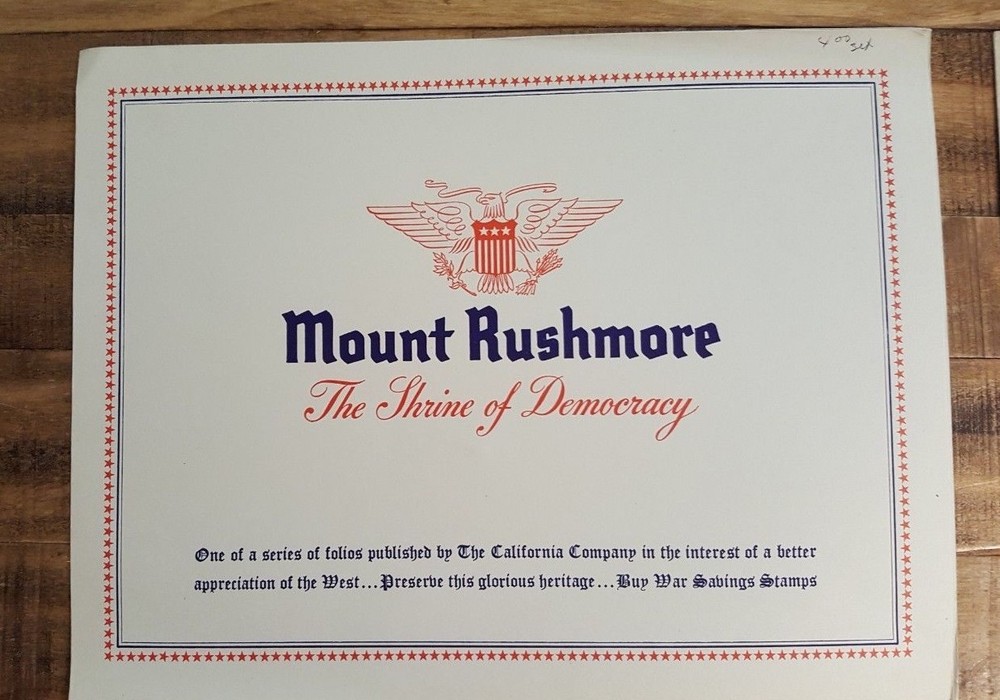 Mount Rushmore
The Shrine of Democracy
One of a series of folios published by The California Company in the interest of a better
appreciation of the West...Preserve this glorious heritage...Buy War Savings Stamps